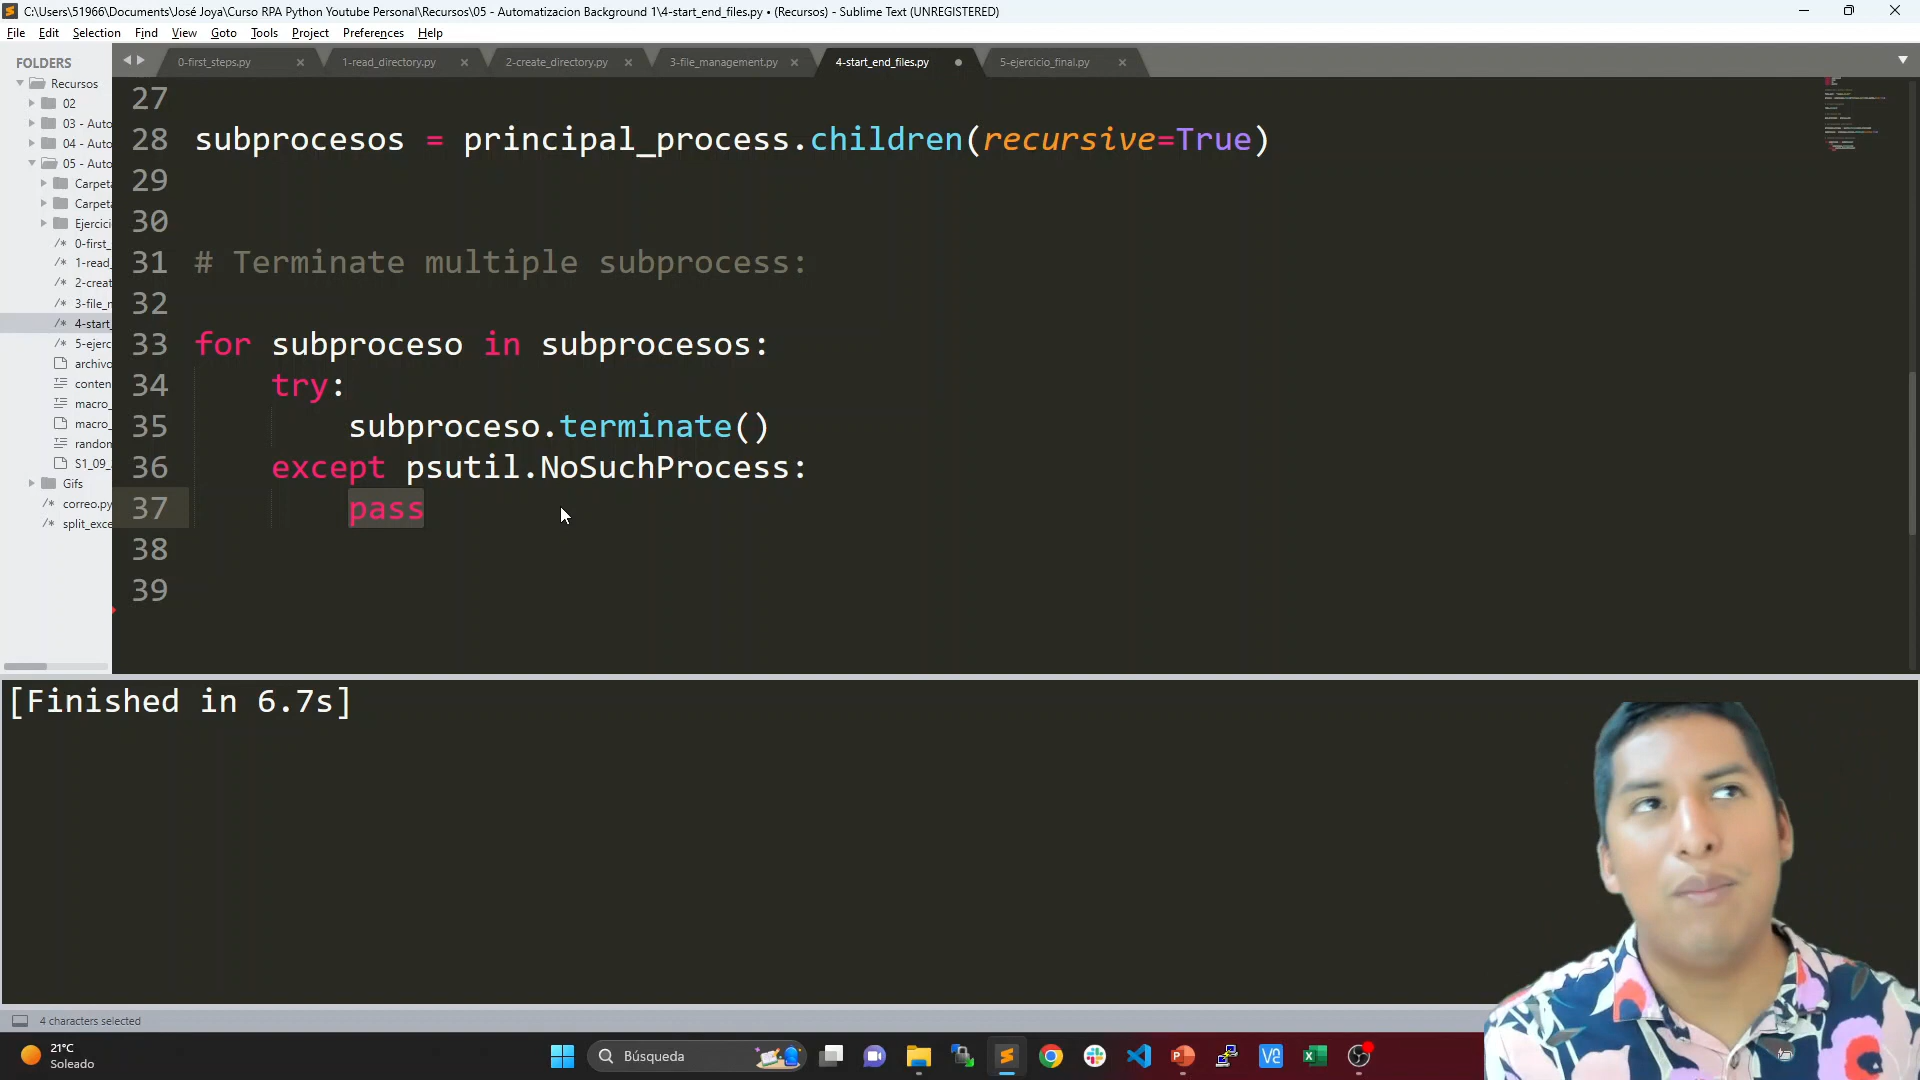 C:\Users\51966\Documents\José Joya\Curso RPA Python Youtube Personal\Recursos\05 - Automatizacion Background 1\4-start_end_files.py • (Recursos) - Sublime Text (UNREGISTERED)
File Edit Selection Find View Goto Tools Project Preferences Help
FOLDERS
Recursos
02
03 - Auto
04 - Auto
05 - Auto
Carpeta
Carpeta
Ejercici
0-first_
1-read_
2-creat
3-file_n
4-start_
5-ejerc
archivo
conten
macro_
macro_
random
S1_09_
Gifs
correo.py
split_exce
0-first_steps.py
1-read_directory.py
2-create_directory.py
3-file_management.py
4-start_end_files.py
5-ejercicio_final.py
27
28 subprocesos = principal_process.children(recursive=True)
29
30
31 # Terminate multiple subprocess:
32
33 for subproceso in subprocesos:
34 try:
35 subproceso.terminate()
36 except psutil.NoSuchProcess:
37 pass
38
39
[Finished in 6.7s]
4 characters selected
21°C
Soleado
Búsqueda